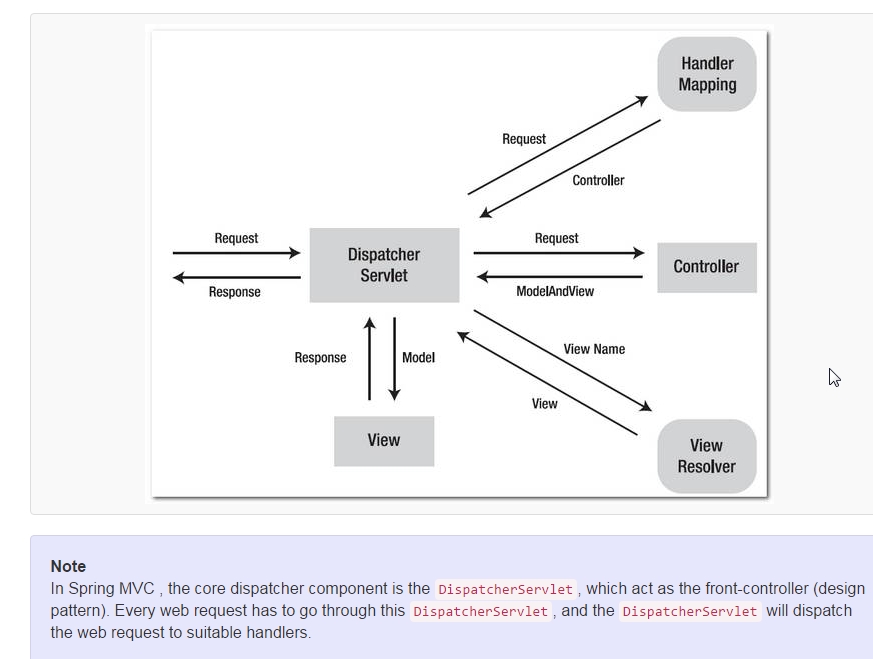 Handler
Mapping
Request
Controller
Request
Response
Dispatcher
Servlet
Request
ModelAndView
Controller
Response
Model
View Name
View
View
View
Resolver
Note
In Spring MVC , the core dispatcher component is the DispatcherServlet , which act as the front-controller (design
pattern). Every web request has to go through this DispatcherServlet , and the DispatcherServlet will dispatch
the web request to suitable handlers.